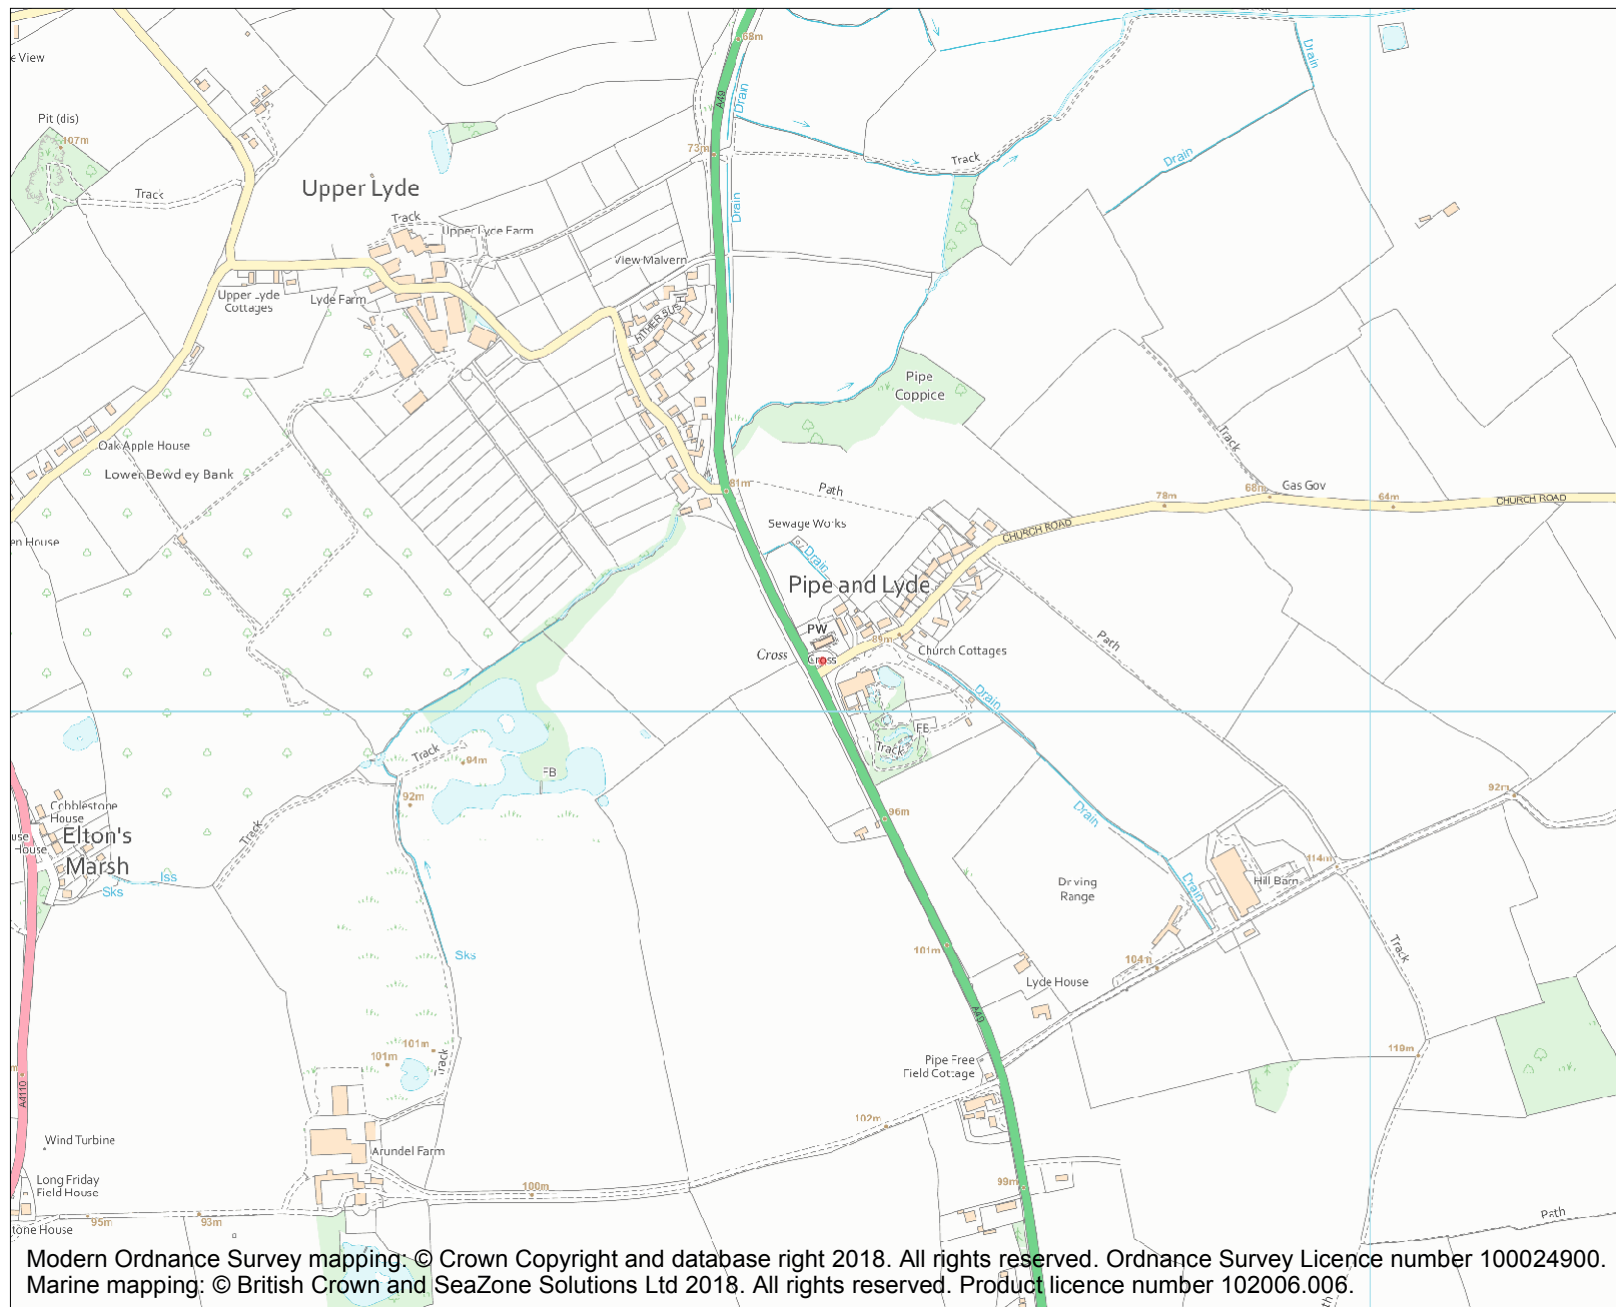 68m
e View
Drain
A49
Drain
Pit (dis)
107m
73m
Track
Drain
Track
Upper Lyde
Drain
Track
Upper Lyde Farm
View Malvern
Upper Lyde
Cottages
Lyde Farm
Pipe
Coppice
Track
Oak Apple House
Lower Bewdley Bank
81m
Path
68m
Gas Gov
78m
64m
CHURCH ROAD
Sewage Works
CHURCH ROAD
en House
Drain
Pipe and Lyde
PW
89m
Path
Cross
Cross
Church Cottages
Drain
FB
Track
Track
94m
FB
92m
92m
Cobblestone
House
96m
Drain
use
House
Elton's
Marsh
Track
114m
Iss
Sks
Hill Barn
Driving
Range
Drain
101m
Track
Sks
104m
Lyde House
A49
101m
101m
Track
119m
Pipe Free
Field Cottage
A4110
102m
Wind Turbine
Arundel Farm
Long Friday
Field House
100m
99m
95m
93m
Path
tone House
Modern Ordnance Survey mapping: © Crown Copyright and database right 2018. All rights reserved. Ordnance Survey Licence number 100024900.
Marine mapping: © British Crown and SeaZone Solutions Ltd 2018. All rights reserved. Product licence number 102006.006.